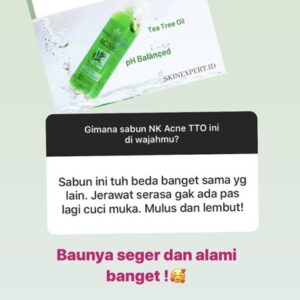 ACNE
Tea Tree Oil
pH Balanced
SKINEXPERT.ID
Gimana sabun NK Acne TTO ini
di wajahmu?
Sabun ini tuh beda banget sama yg
lain. Jerawat serasa gak ada pas
lagi cuci muka. Mulus dan lembut!
Baunya seger dan alami
banget !🥰